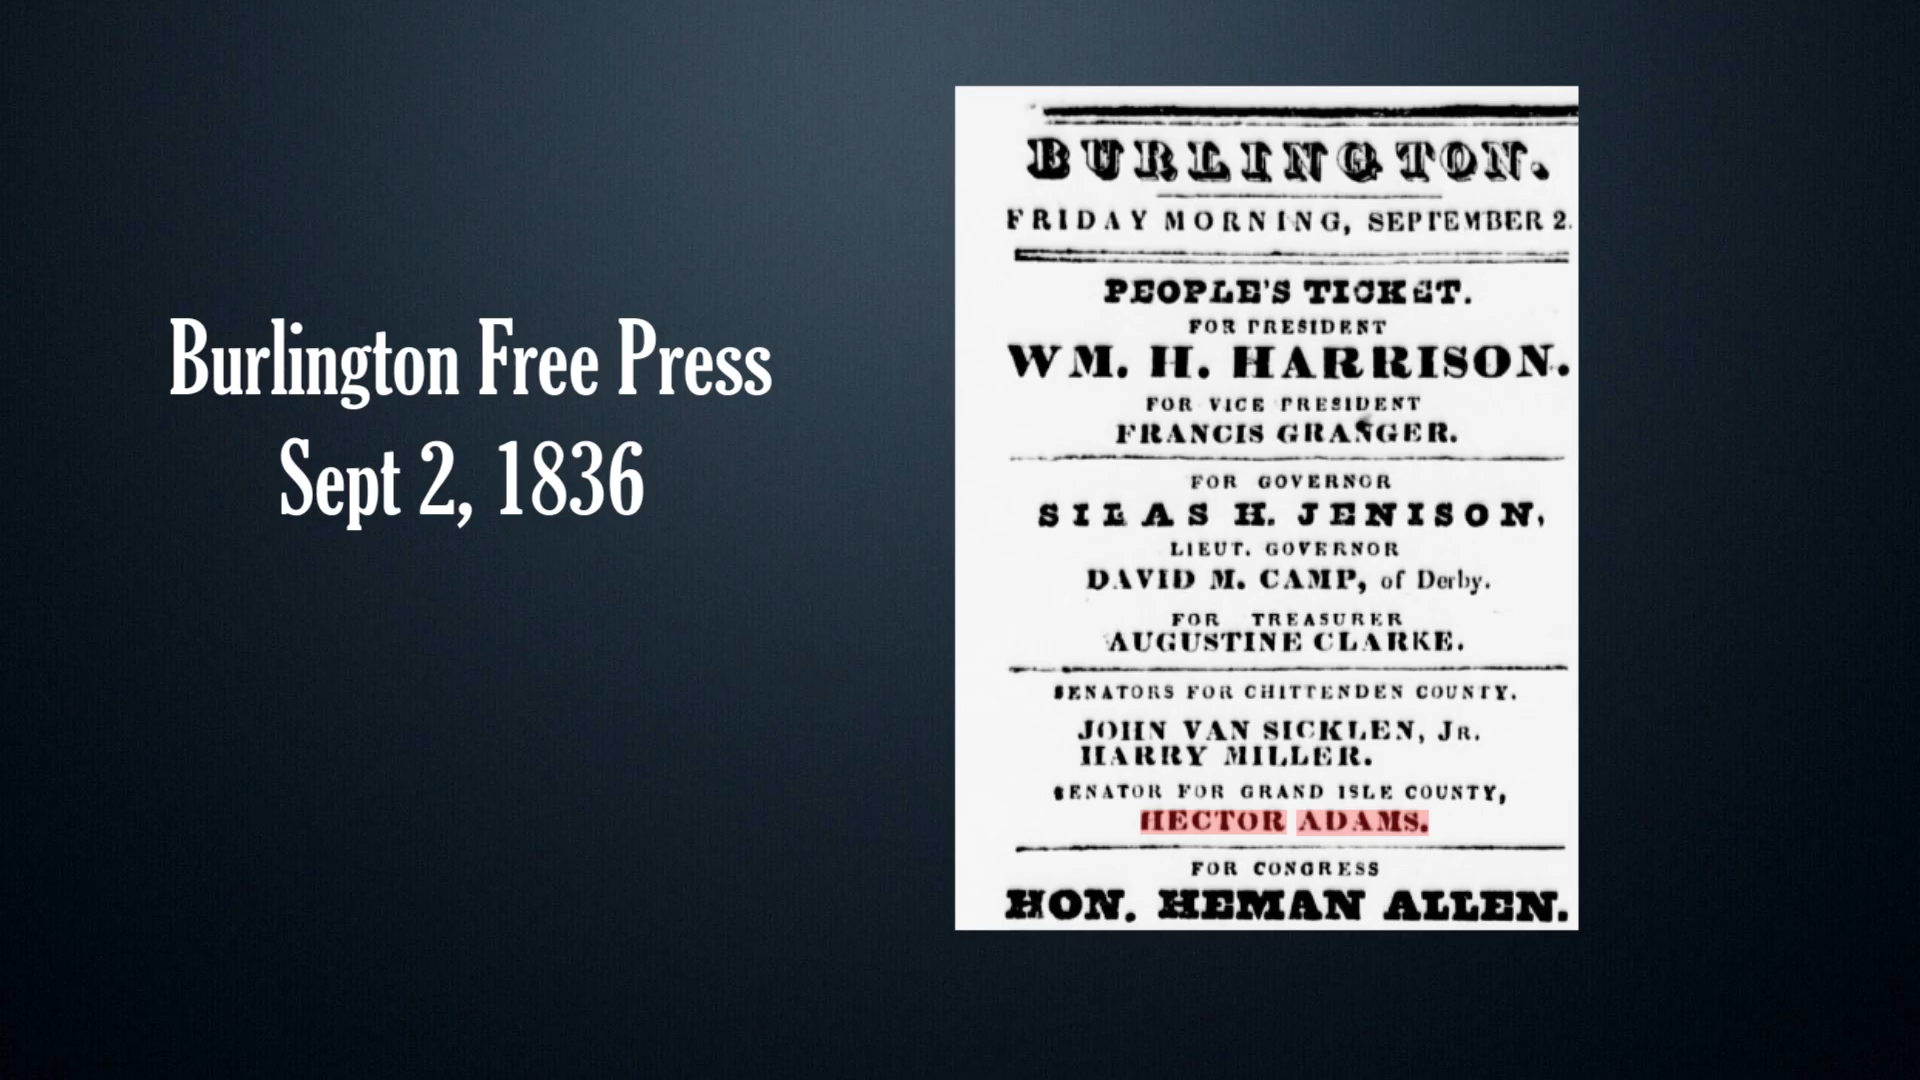 Burlington Free Press
Sept 2, 1836
BURLINGTON.
FRIDAY MORNING, SEPTEMBER 2.
PEOPLE'S TICKET.
FOR PRESIDENT
WM. H. HARRISON.
FOR VICE PRESIDENT
FRANCIS GRANGER.
FOR GOVERNOR
SILAS H. JENISON,
LIEUT. GOVERNOR
DAVID M. CAMP, of Derby.
FOR TREASURER
AUGUSTINE CLARKE.
SENATORS FOR CHITTENDEN COUNTY.
JOHN VAN SICKLEN, JR.
HARRY MILLER.
SENATOR FOR GRAND ISLE COUNTY,
HECTOR ADAMS.
FOR CONGRESS
HON. HEMAN ALLEN.